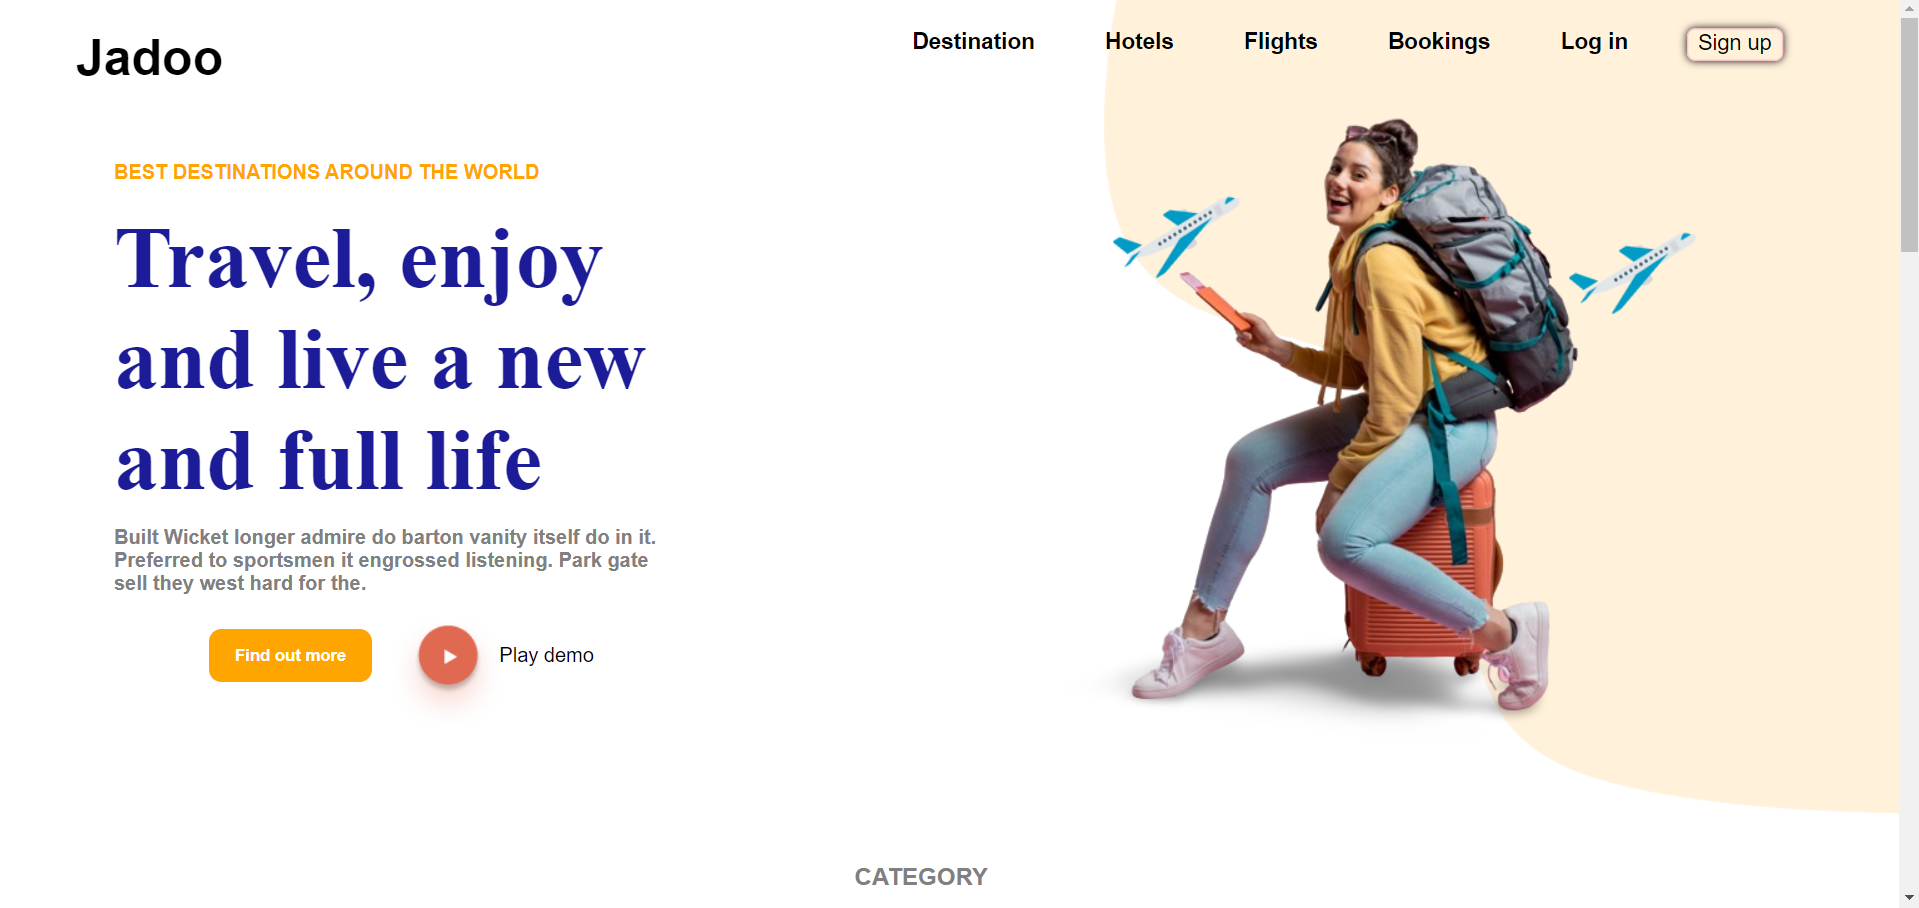 Jadoo
Destination
Hotels
Flights
Bookings
Log in
Sign up
BEST DESTINATIONS AROUND THE WORLD
Travel, enjoy
and live a new
and full life
Built Wicket longer admire do barton vanity itself do in it.
Preferred to sportsmen it engrossed listening. Park gate
sell they west hard for the.
Find out more
Play demo
CATEGORY